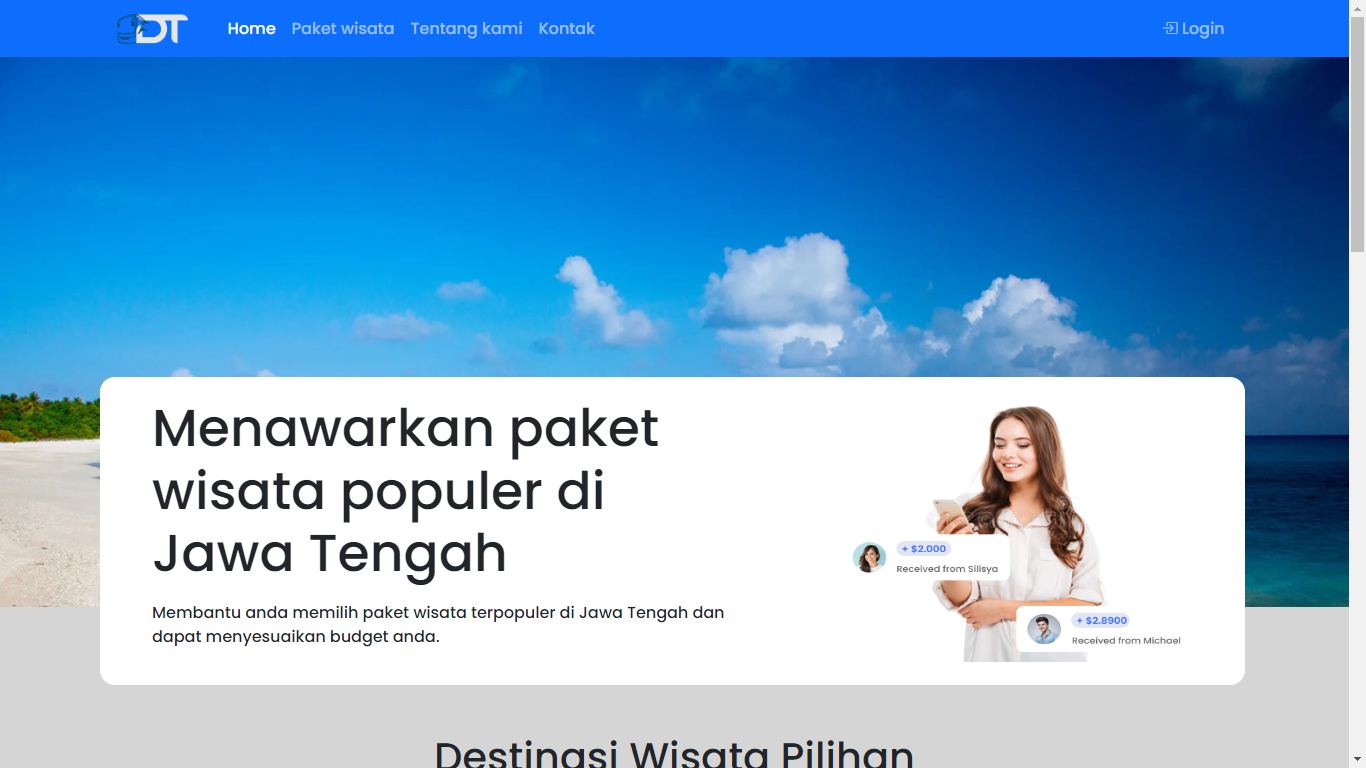 DT
Home Paket wisata Tentang kami Kontak Login
Menawarkan paket
wisata populer di
Jawa Tengah
Membantu anda memilih paket wisata terpopuler di Jawa Tengah dan
dapat menyesuaikan budget anda.
+ $2.000
Received from Silisya
+ $2.8900
Received from Michael
Destinasi Wisata Pilihan